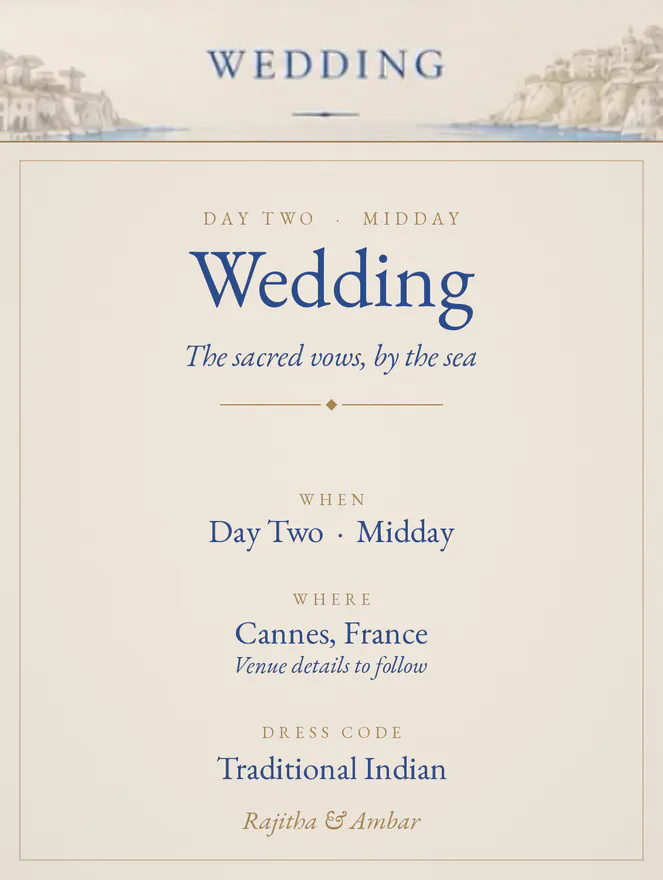 WEDDING
DAY TWO · MIDDAY
Wedding
The sacred vows, by the sea
WHEN
Day Two · Midday
WHERE
Cannes, France
Venue details to follow
DRESS CODE
Traditional Indian
Rajitha & Ambar